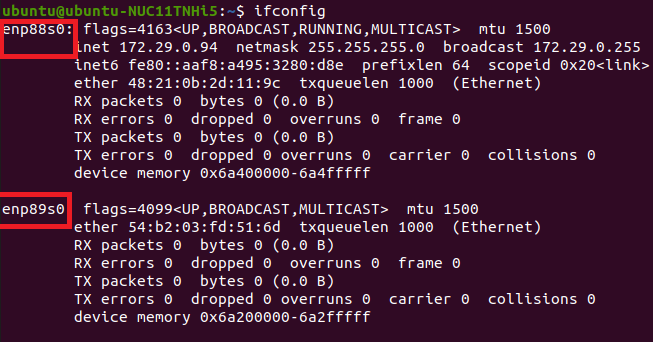 ubuntu@ubuntu-NUC11TNHi5:~$ ifconfig
enp88s0: flags=4163<UP,BROADCAST,RUNNING,MULTICAST>  mtu 1500
inet 172.29.0.94  netmask 255.255.255.0  broadcast 172.29.0.255
inet6 fe80::aaf8:a495:3280:d8e  prefixlen 64  scopeid 0x20<link>
ether 48:21:0b:2d:11:9c  txqueuelen 1000  (Ethernet)
RX packets 0  bytes 0 (0.0 B)
RX errors 0  dropped 0  overruns 0  frame 0
TX packets 0  bytes 0 (0.0 B)
TX errors 0  dropped 0 overruns 0  carrier 0  collisions 0
device memory 0x6a400000-6a4fffff
enp89s0  flags=4099<UP,BROADCAST,MULTICAST>  mtu 1500
ether 54:b2:03:fd:51:6d  txqueuelen 1000  (Ethernet)
RX packets 0  bytes 0 (0.0 B)
RX errors 0  dropped 0  overruns 0  frame 0
TX packets 0  bytes 0 (0.0 B)
TX errors 0  dropped 0 overruns 0  carrier 0  collisions 0
device memory 0x6a200000-6a2fffff